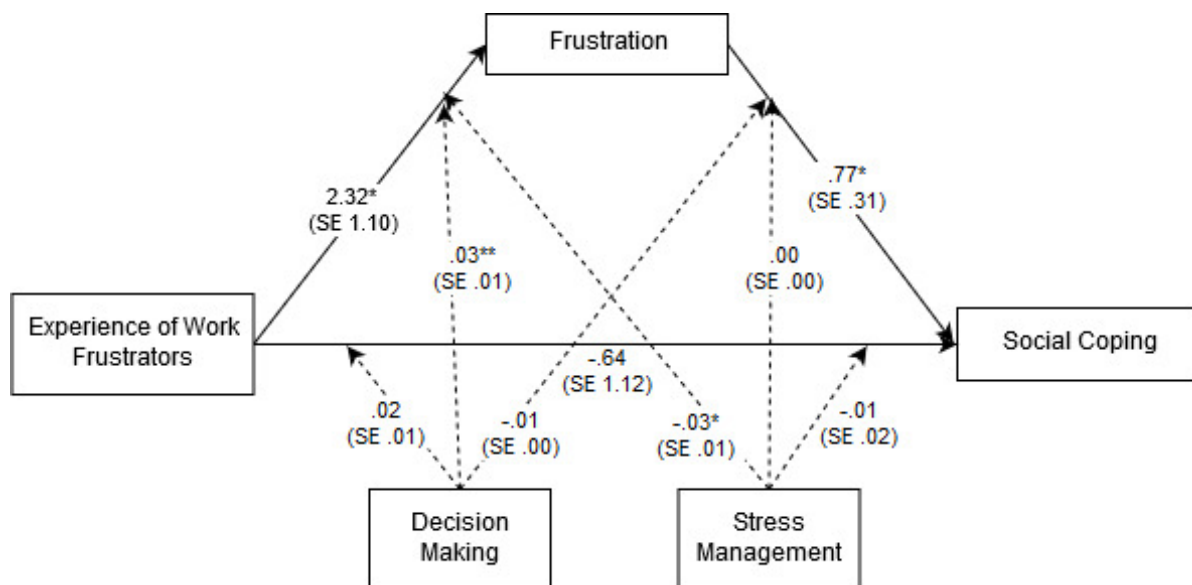 Frustration
2.32*
(SE 1.10)
.77*
(SE .31)
.03**
(SE .01)
.00
(SE .00)
Experience of Work
Frustrators
Social Coping
-.64
(SE 1.12)
.02
(SE .01)
-.01
(SE .00)
-.03*
(SE .01)
-.01
(SE .02)
Decision
Making
Stress
Management